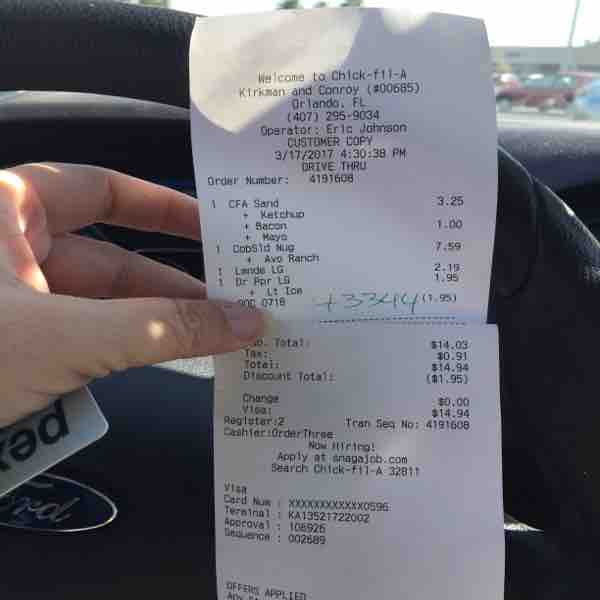 Welcome to Chick-fil-A
Kirkman and Conroy (#00685)
Orlando, FL
(407) 295-9034
Operator: Eric Johnson
CUSTOMER COPY
3/17/2017 4:30:38 PM
DRIVE THRU
Order Number: 4191608
1 CFA Sand 3.25
+ Ketchup
+ Bacon 1.00
+ Mayo
1 CobSld Nug 7.59
+ Avo Ranch
1 Lmnde LG 2.19
1 Dr Ppr LG 1.95
+ Lt Ice
0718 +3344 (1.95)
Total: $14.03
Tax: $0.91
Total: $14.94
Discount Total: ($1.95)
Change $0.00
Visa: $14.94
Register:2 Tran Seq No: 4191608
Cashier:OrderThree
Now Hiring!
Apply at snagajob.com
Search Chick-fil-A 32811
Visa
Card Num : XXXXXXXXXXXX0596
Terminal : KA13521722002
Approval : 106926
Sequence : 002689
OFFERS APPLIED
Ford